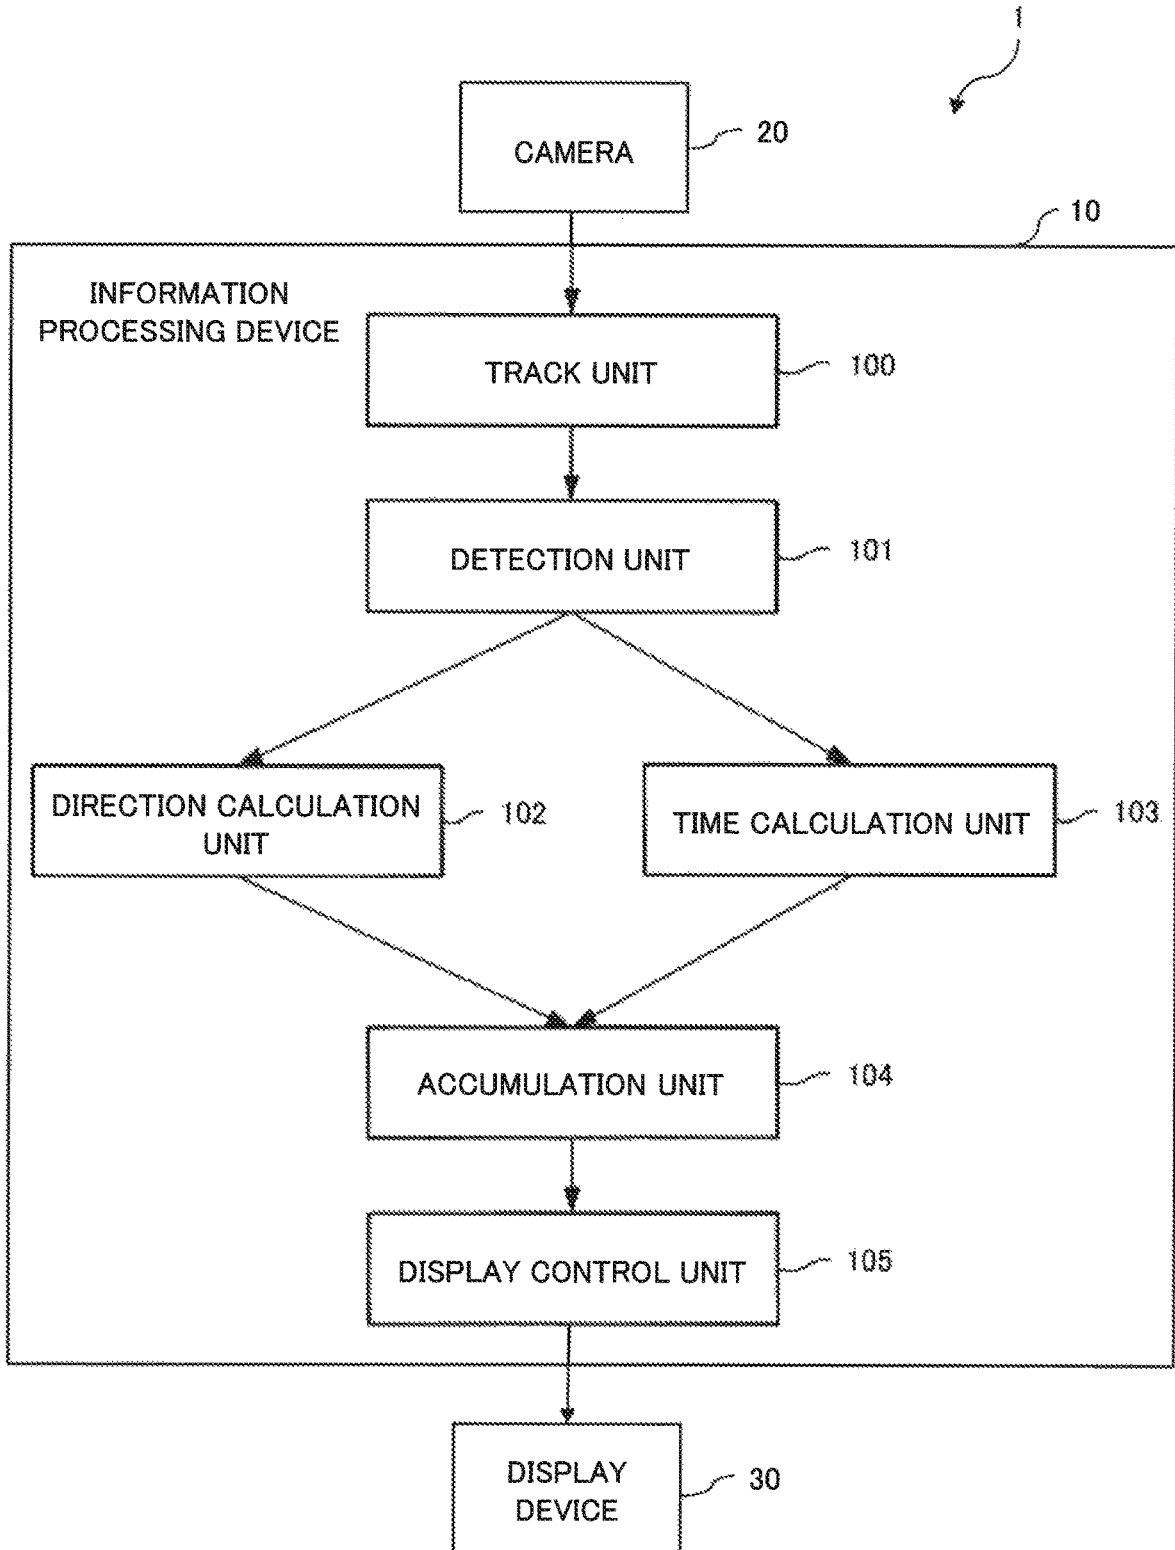 1
CAMERA
20
10
INFORMATION
PROCESSING DEVICE
TRACK UNIT
100
DETECTION UNIT
101
DIRECTION CALCULATION
UNIT
102
TIME CALCULATION UNIT
103
ACCUMULATION UNIT
104
DISPLAY CONTROL UNIT
105
DISPLAY
DEVICE
30